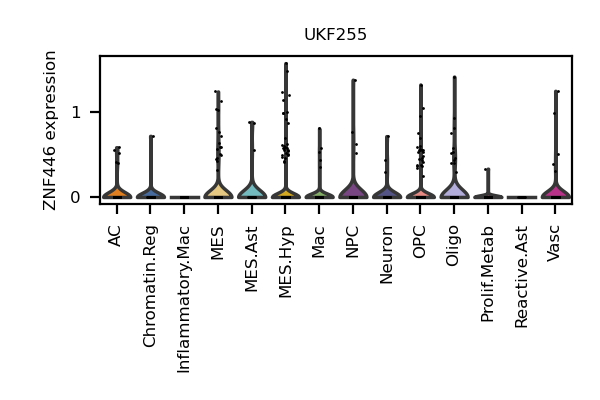 UKF255
ZNF446 expression
1
0
AC
Chromatin.Reg
Inflammatory.Mac
MES
MES.Ast
MES.Hyp
Mac
NPC
Neuron
OPC
Oligo
Prolif.Metab
Reactive.Ast
Vasc